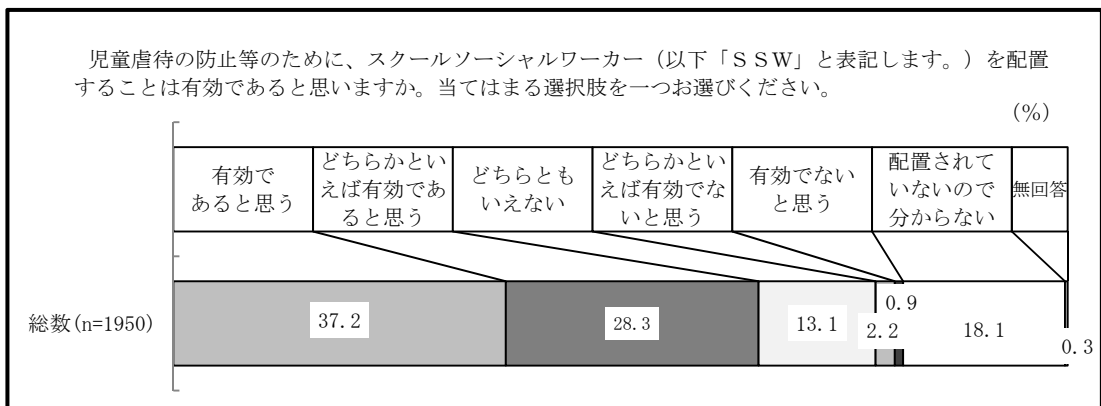 児童虐待の防止等のために、スクールソーシャルワーカー（以下「ＳＳＷ」と表記します。）を配置
することは有効であると思いますか。当てはまる選択肢を一つお選びください。
(%)
有効で
あると思う
どちらかとい
えば有効であ
ると思う
どちらとも
いえない
どちらかとい
えば有効でな
いと思う
有効でない
と思う
配置されて
いないので
分からない
無回答
総数(n=1950)
37.2
28.3
13.1
2.2
0.9
18.1
0.3